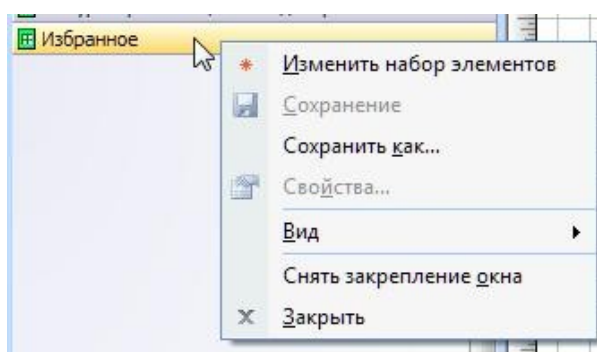 Избранное
Изменить набор элементов
Сохранение
Сохранить как...
Свойства...
Вид
Снять закрепление окна
Закрыть